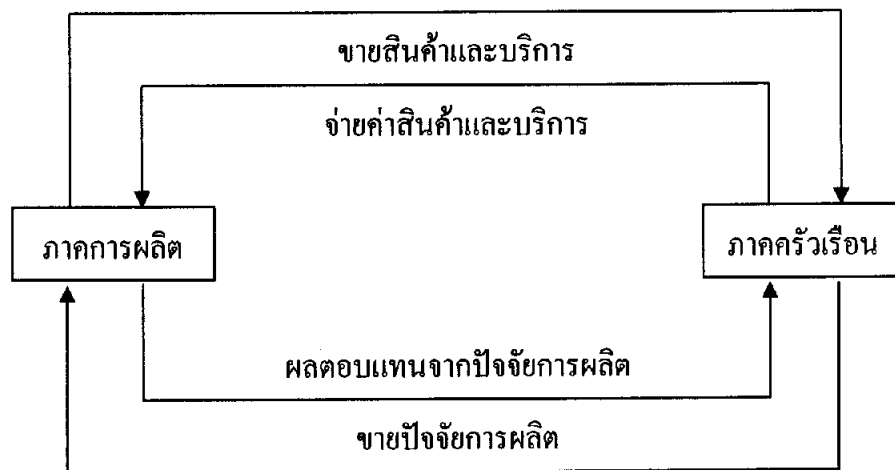 ขายสินค้าและบริการ
จ่ายค่าสินค้าและบริการ
ภาคการผลิต
ภาคครัวเรือน
ผลตอบแทนจากปัจจัยการผลิต
ขายปัจจัยการผลิต